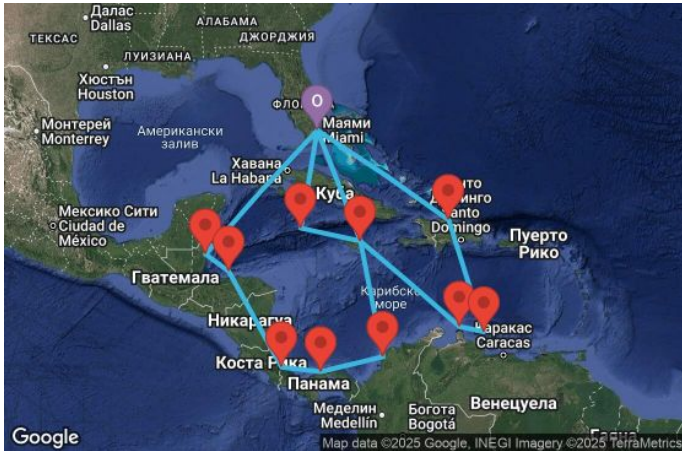 Далас
Dallas
АЛАБАМА
ТЕКСАС
ДЖОРДЖИЯ
ЛУИЗИАНА
Хюстън
Houston
O
Монтерей
Monterrey
Американски
залив
Маями
Miami
Хавана
La Habana
Куба
Мексико Сити
Ciudad de
México
Domingo
Пуерто
Рико
Гватемала
Карибско
море
Никарагуа
Каракас
Caracas
Коста Рика
Панама
Меделин
Medellín
Богота
Bogotá
Венецуела
Google
Map data ©2025 Google, INEGI Imagery ©2025 TerraMetrics